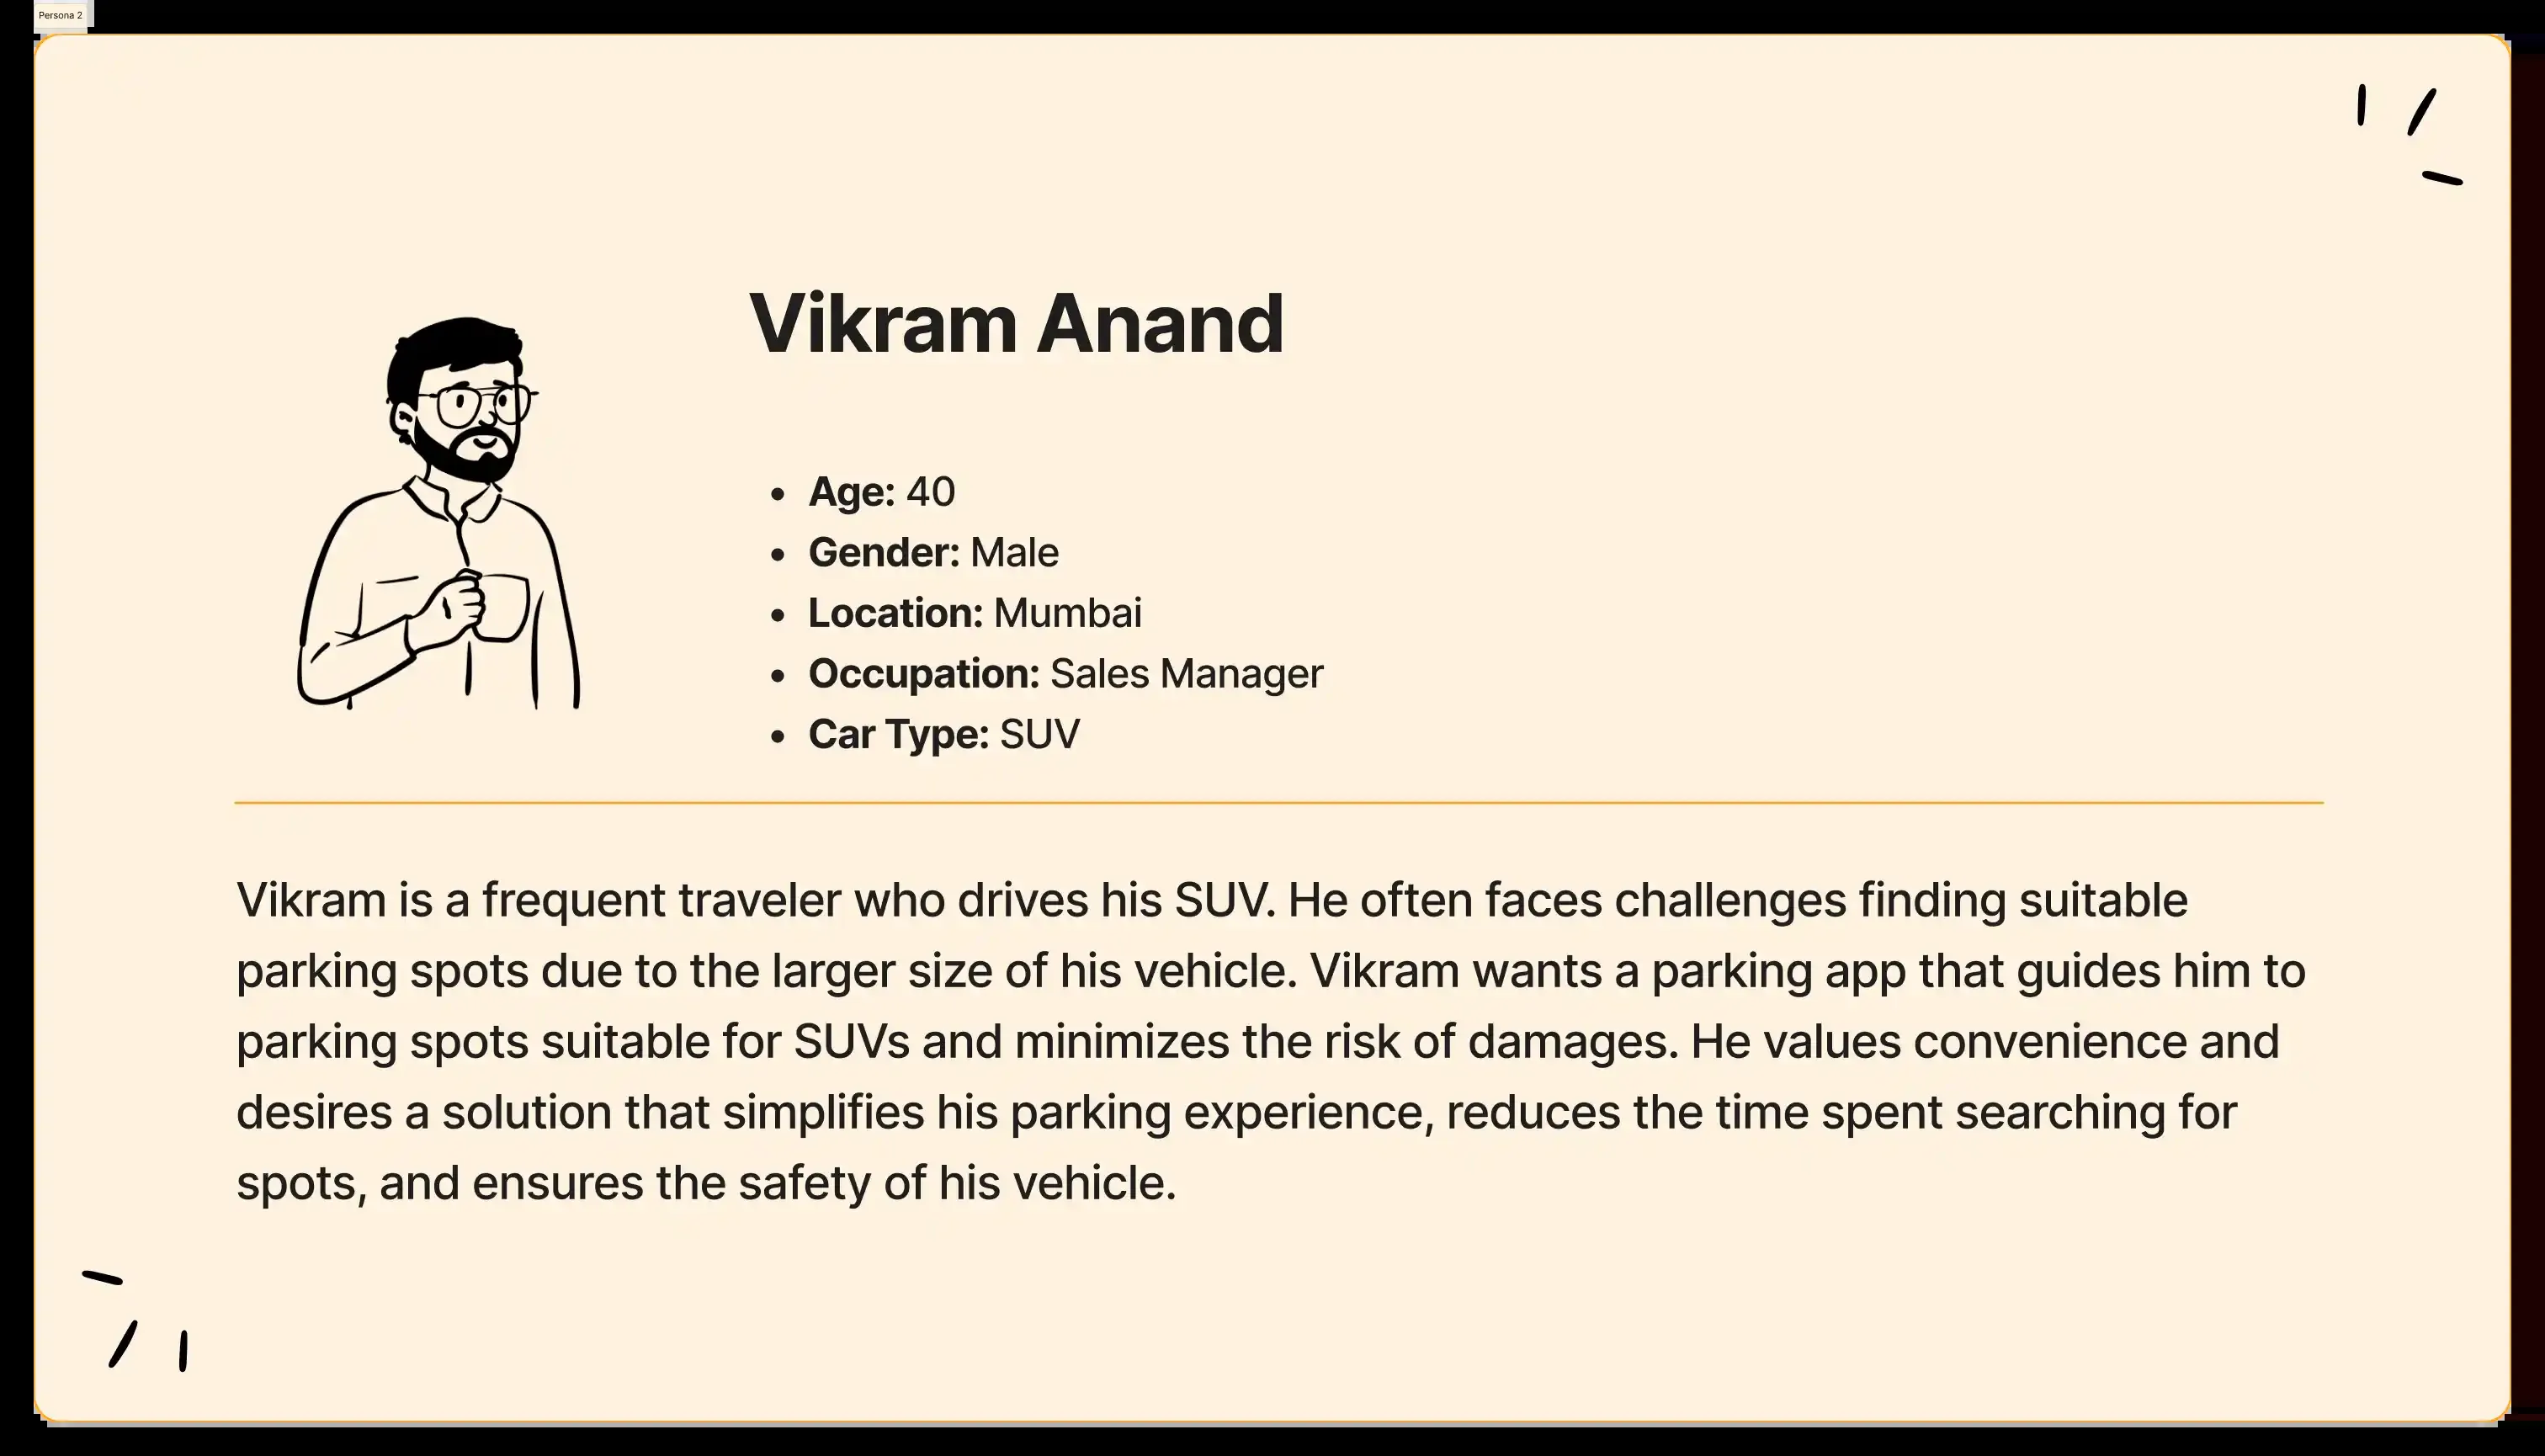 Persona 2
Vikram Anand
• Age: 40
• Gender: Male
• Location: Mumbai
• Occupation: Sales Manager
• Car Type: SUV
Vikram is a frequent traveler who drives his SUV. He often faces challenges finding suitable
parking spots due to the larger size of his vehicle. Vikram wants a parking app that guides him to
parking spots suitable for SUVs and minimizes the risk of damages. He values convenience and
desires a solution that simplifies his parking experience, reduces the time spent searching for
spots, and ensures the safety of his vehicle.